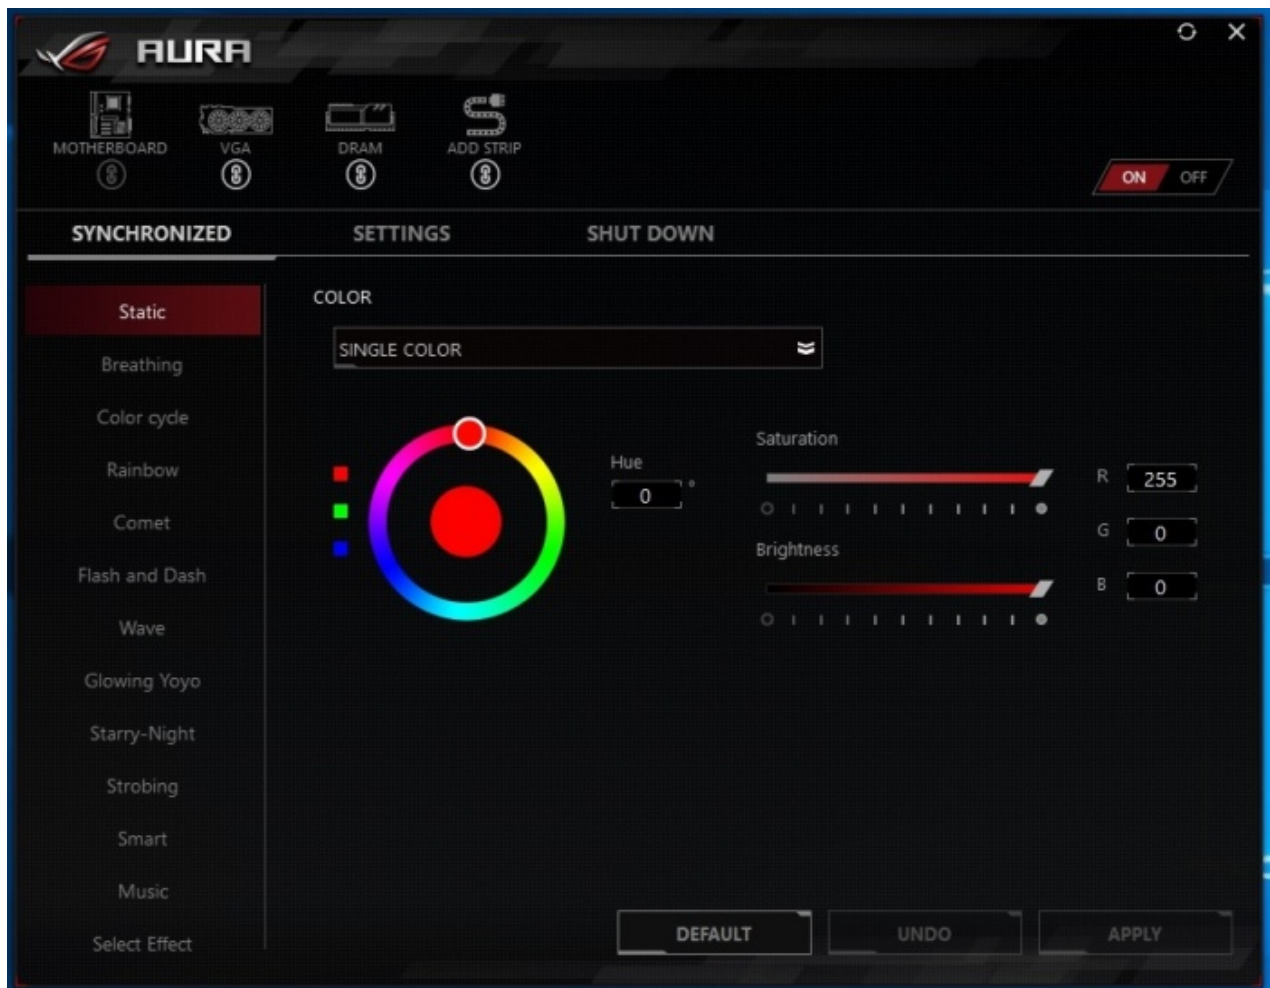 AURA
MOTHERBOARD VGA DRAM ADD STRIP
ON OFF
SYNCHRONIZED SETTINGS SHUT DOWN
Static
Breathing
Color cycle
Rainbow
Comet
Flash and Dash
Wave
Glowing Yoyo
Starry-Night
Strobing
Smart
Music
Select Effect
COLOR
SINGLE COLOR
Hue
0 °
Saturation
Brightness
R 255
G 0
B 0
DEFAULT UNDO APPLY